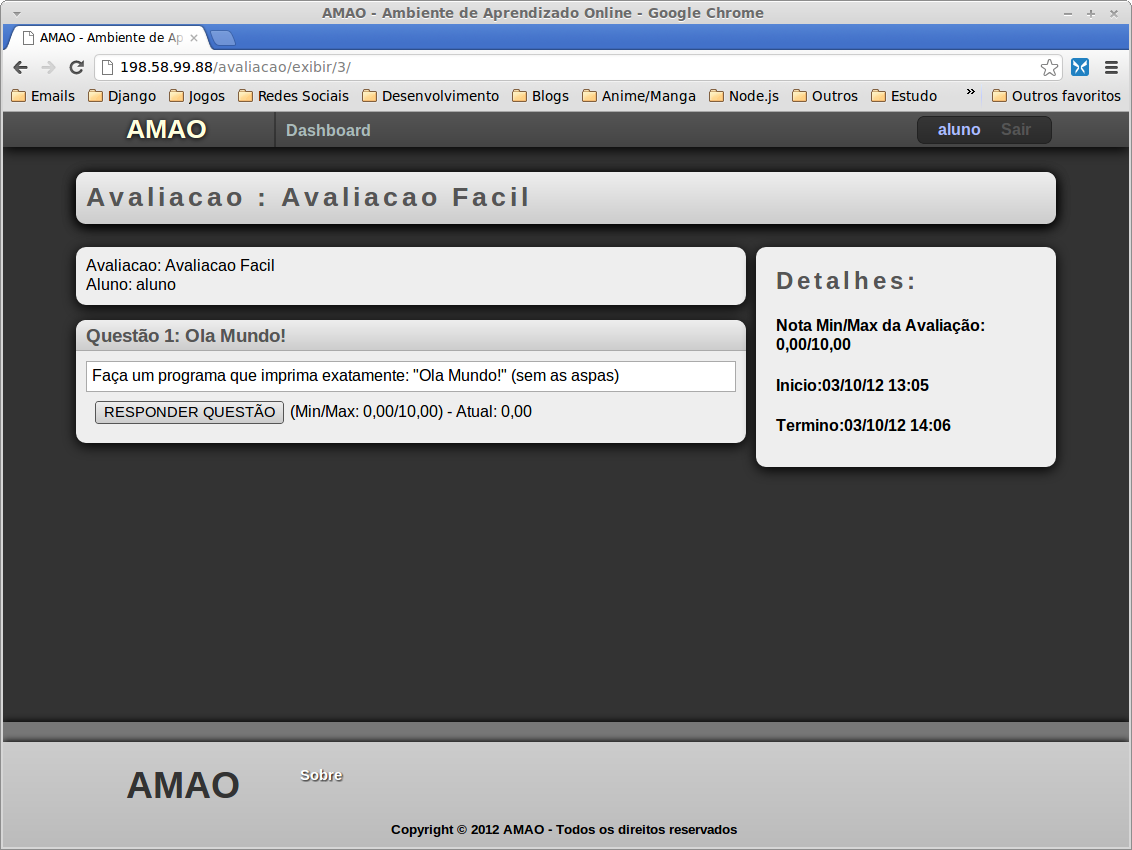 AMAO - Ambiente de Aprendizado Online - Google Chrome
AMAO - Ambiente de Ap
198.58.99.88/avaliacao/exibir/3/
Emails Django Jogos Redes Sociais Desenvolvimento Blogs Anime/Manga Node.js Outros Estudo » Outros favoritos
AMAO Dashboard aluno Sair
Avaliacao : Avaliacao Facil
Avaliacao: Avaliacao Facil
Aluno: aluno
Questão 1: Ola Mundo!
Faça um programa que imprima exatamente: "Ola Mundo!" (sem as aspas)
RESPONDER QUESTÃO (Min/Max: 0,00/10,00) - Atual: 0,00
Detalhes:
Nota Min/Max da Avaliação:
0,00/10,00
Inicio:03/10/12 13:05
Termino:03/10/12 14:06
AMAO Sobre
Copyright © 2012 AMAO - Todos os direitos reservados